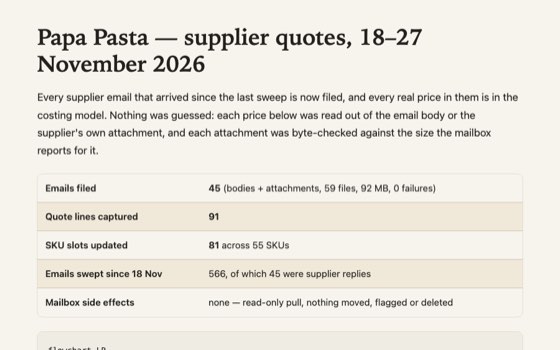 Papa Pasta — supplier quotes, 18–27
November 2026
Every supplier email that arrived since the last sweep is now filed, and every real price in them is in the
costing model. Nothing was guessed: each price below was read out of the email body or the
supplier's own attachment, and each attachment was byte-checked against the size the mailbox
reports for it.
Emails filed 45 (bodies + attachments, 59 files, 92 MB, 0 failures)
Quote lines captured 91
SKU slots updated 81 across 55 SKUs
Emails swept since 18 Nov 566, of which 45 were supplier replies
Mailbox side effects none — read-only pull, nothing moved, flagged or deleted